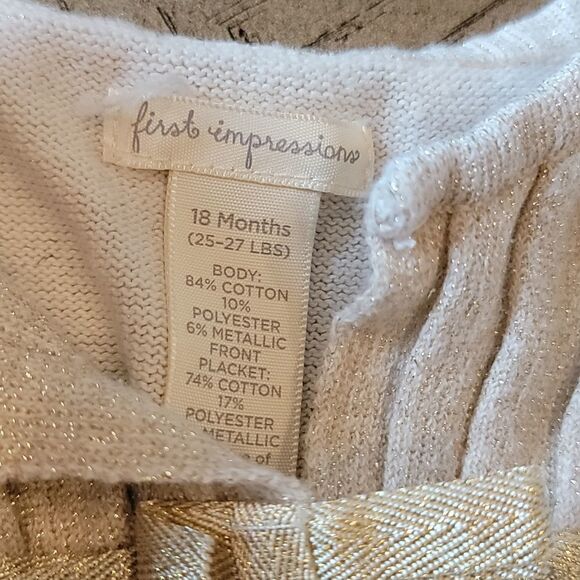 first impressions
18 Months
(25-27 LBS)
BODY:
84% COTTON
10%
POLYESTER
6% METALLIC
FRONT
PLACKET:
74% COTTON
17%
POLYESTER
METALLIC
of